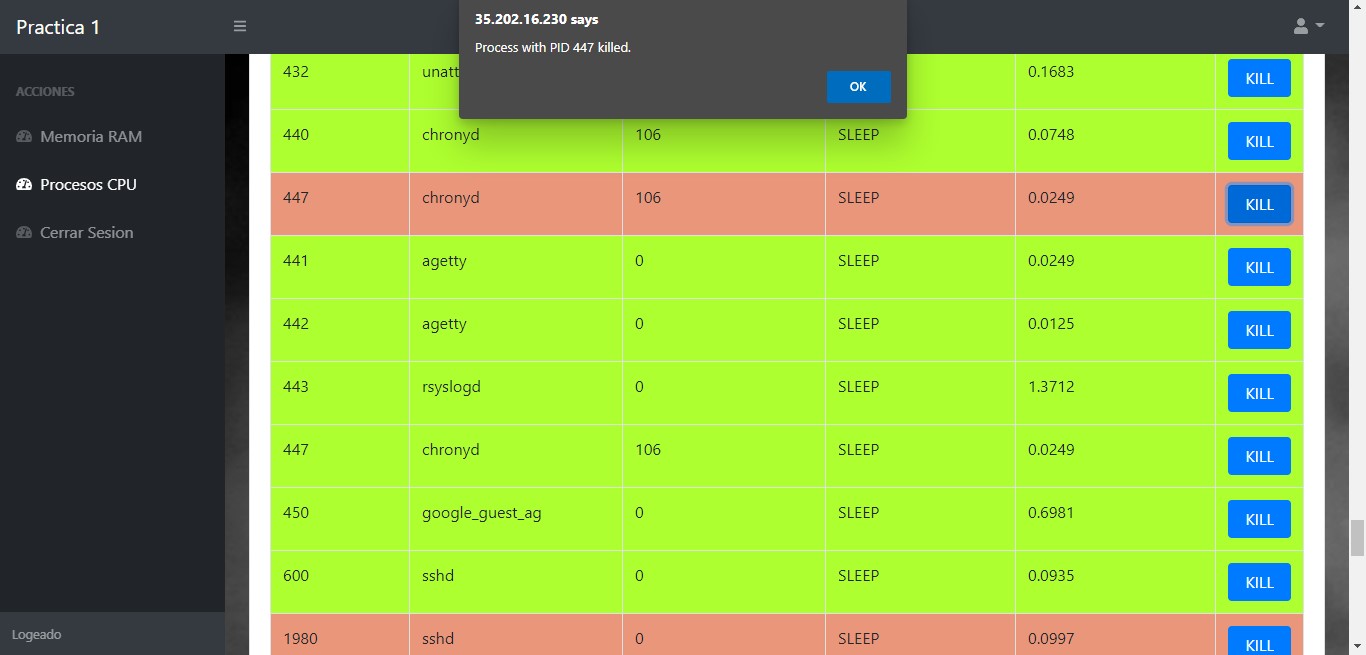 Practica 1
35.202.16.230 says
Process with PID 447 killed.
OK
ACCIONES
Memoria RAM
Procesos CPU
Cerrar Sesion
Logeado
432 unatt 0.1683 KILL
440 chronyd 106 SLEEP 0.0748 KILL
447 chronyd 106 SLEEP 0.0249 KILL
441 agetty 0 SLEEP 0.0249 KILL
442 agetty 0 SLEEP 0.0125 KILL
443 rsyslogd 0 SLEEP 1.3712 KILL
447 chronyd 106 SLEEP 0.0249 KILL
450 google_guest_ag 0 SLEEP 0.6981 KILL
600 sshd 0 SLEEP 0.0935 KILL
1980 sshd 0 SLEEP 0.0997 KILL